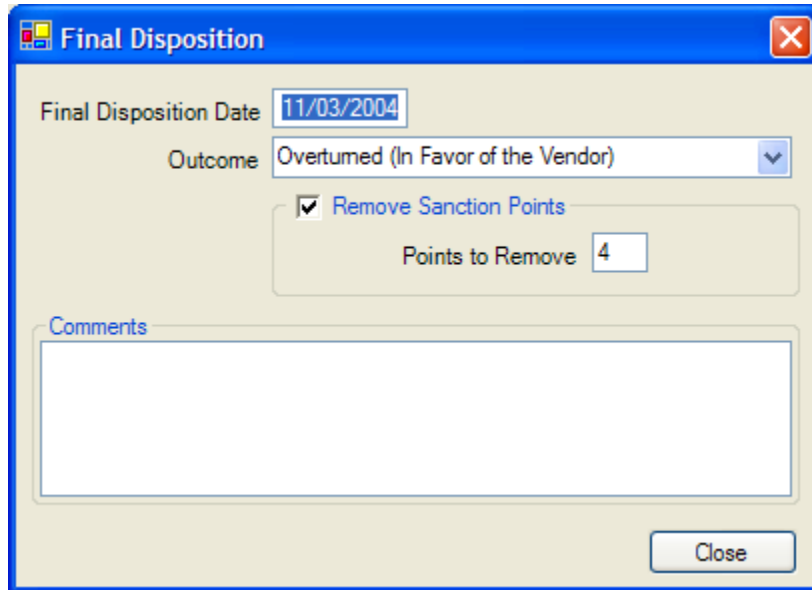 Final Disposition
Final Disposition Date 11/03/2004
Outcome Overturned (In Favor of the Vendor)
Remove Sanction Points
Points to Remove 4
Comments
Close